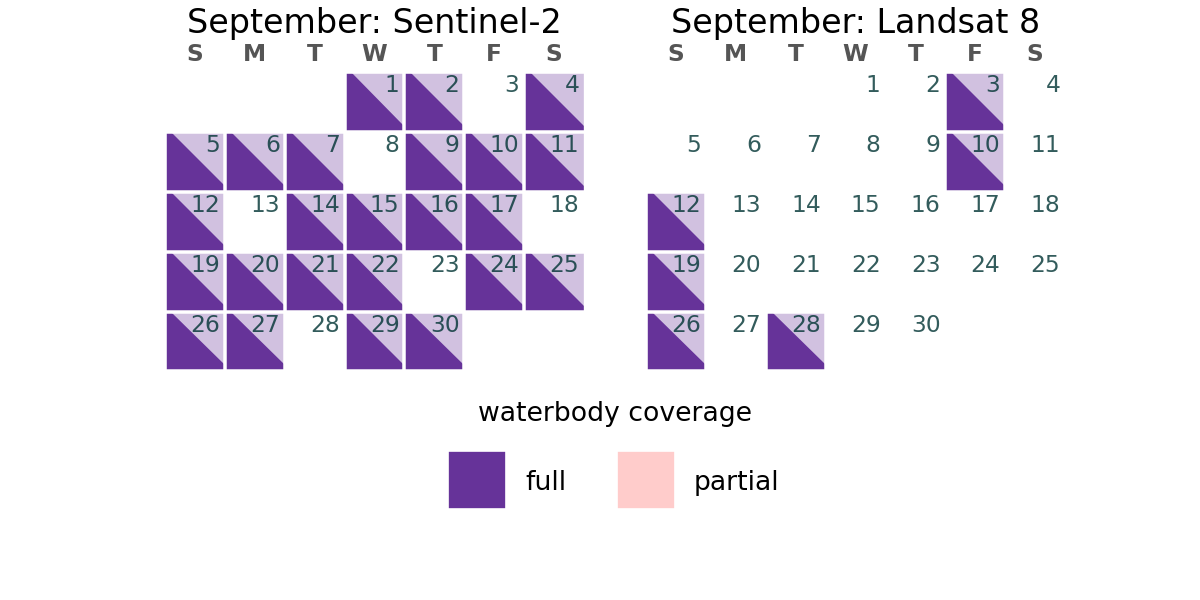 September: Sentinel-2
S M T W T F S
1 2 3 4
5 6 7 8 9 10 11
12 13 14 15 16 17 18
19 20 21 22 23 24 25
26 27 28 29 30
September: Landsat 8
S M T W T F S
1 2 3 4
5 6 7 8 9 10 11
12 13 14 15 16 17 18
19 20 21 22 23 24 25
26 27 28 29 30
waterbody coverage
full partial